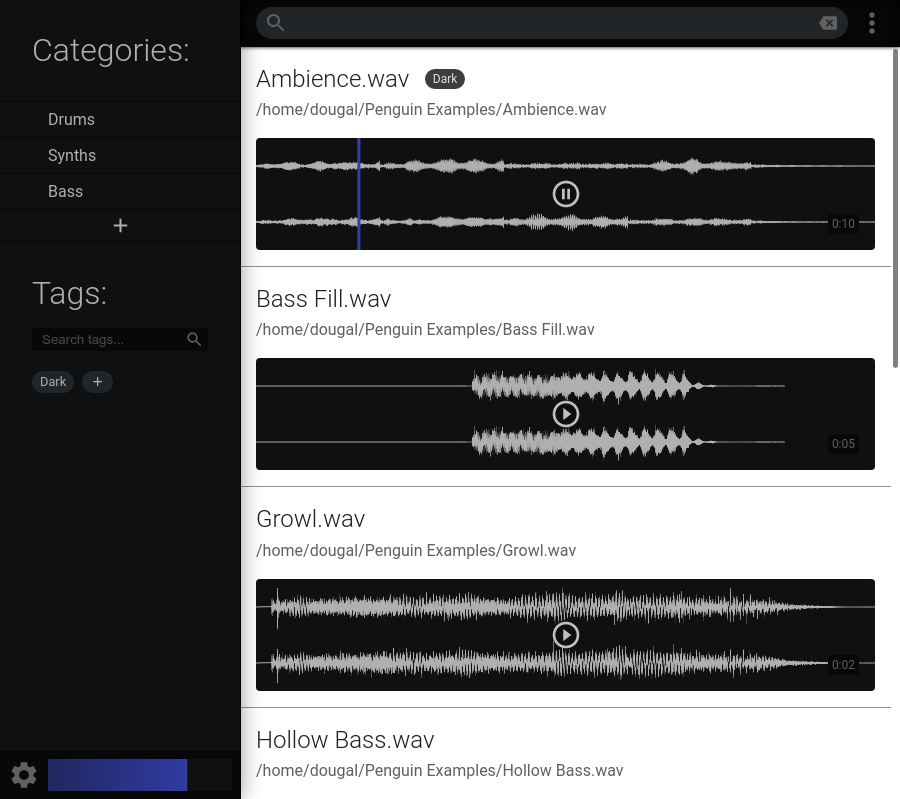 Categories:
Drums
Synths
Bass
+
Tags:
Search tags...
Dark +
Ambience.wav Dark
/home/dougal/Penguin Examples/Ambience.wav
0:10
Bass Fill.wav
/home/dougal/Penguin Examples/Bass Fill.wav
0:05
Growl.wav
/home/dougal/Penguin Examples/Growl.wav
0:02
Hollow Bass.wav
/home/dougal/Penguin Examples/Hollow Bass.wav